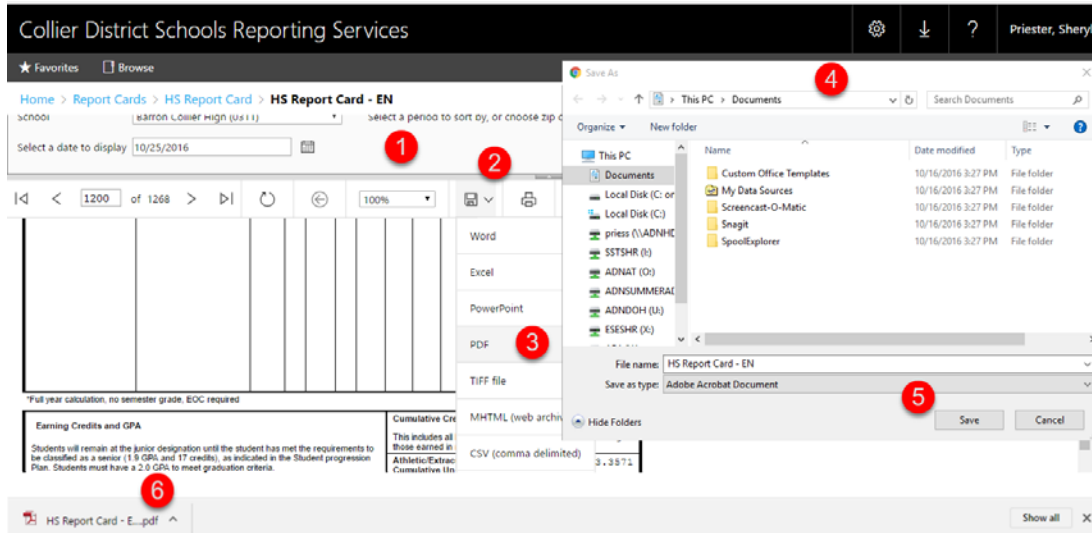 Collier District Schools Reporting Services
?
Priester, Shery
Favorites
Browse
Home > Report Cards > HS Report Card > HS Report Card - EN
School
Barron Collier High (0311)
Select a period to sort by, or choose zip
Select a date to display
10/25/2016
1
2
1200 of 1268
100%
Word
Excel
PowerPoint
PDF
3
TIFF file
MHTML (web archiv
CSV (comma delimited)
Save As
4
This PC > Documents
Search Documents
Organize
New folder
?
This PC
Documents
Local Disk (C: or
Local Disk (C:)
priess (\\ADNHD
SSTSHR (I:)
ADNAT (O:)
ADNSUMMERAD
ADNDOH (U:)
ESESHR (X:)
Name Date modified Type
Custom Office Templates 10/16/2016 3:27 PM File folder
My Data Sources 10/16/2016 3:27 PM File folder
Screencast-O-Matic 10/16/2016 3:27 PM File folder
Snagit 10/16/2016 3:27 PM File folder
SpoolExplorer 10/16/2016 3:27 PM File folder
File name: HS Report Card - EN
Save as type: Adobe Acrobat Document
5
Hide Folders
Save
Cancel
*Full year calculation, no semester grade, EOC required
Earning Credits and GPA
Students will remain at the junior designation until the student has met the requirements to
be classified as a senior (1.9 GPA and 17 credits), as indicated in the Student progression
Plan. Students must have a 2.0 GPA to meet graduation criteria.
Cumulative Cre
This includes all
those earned in
Athletic/Extrac
Cumulative Un
3.3571
6
HS Report Card - E....pdf
Show all